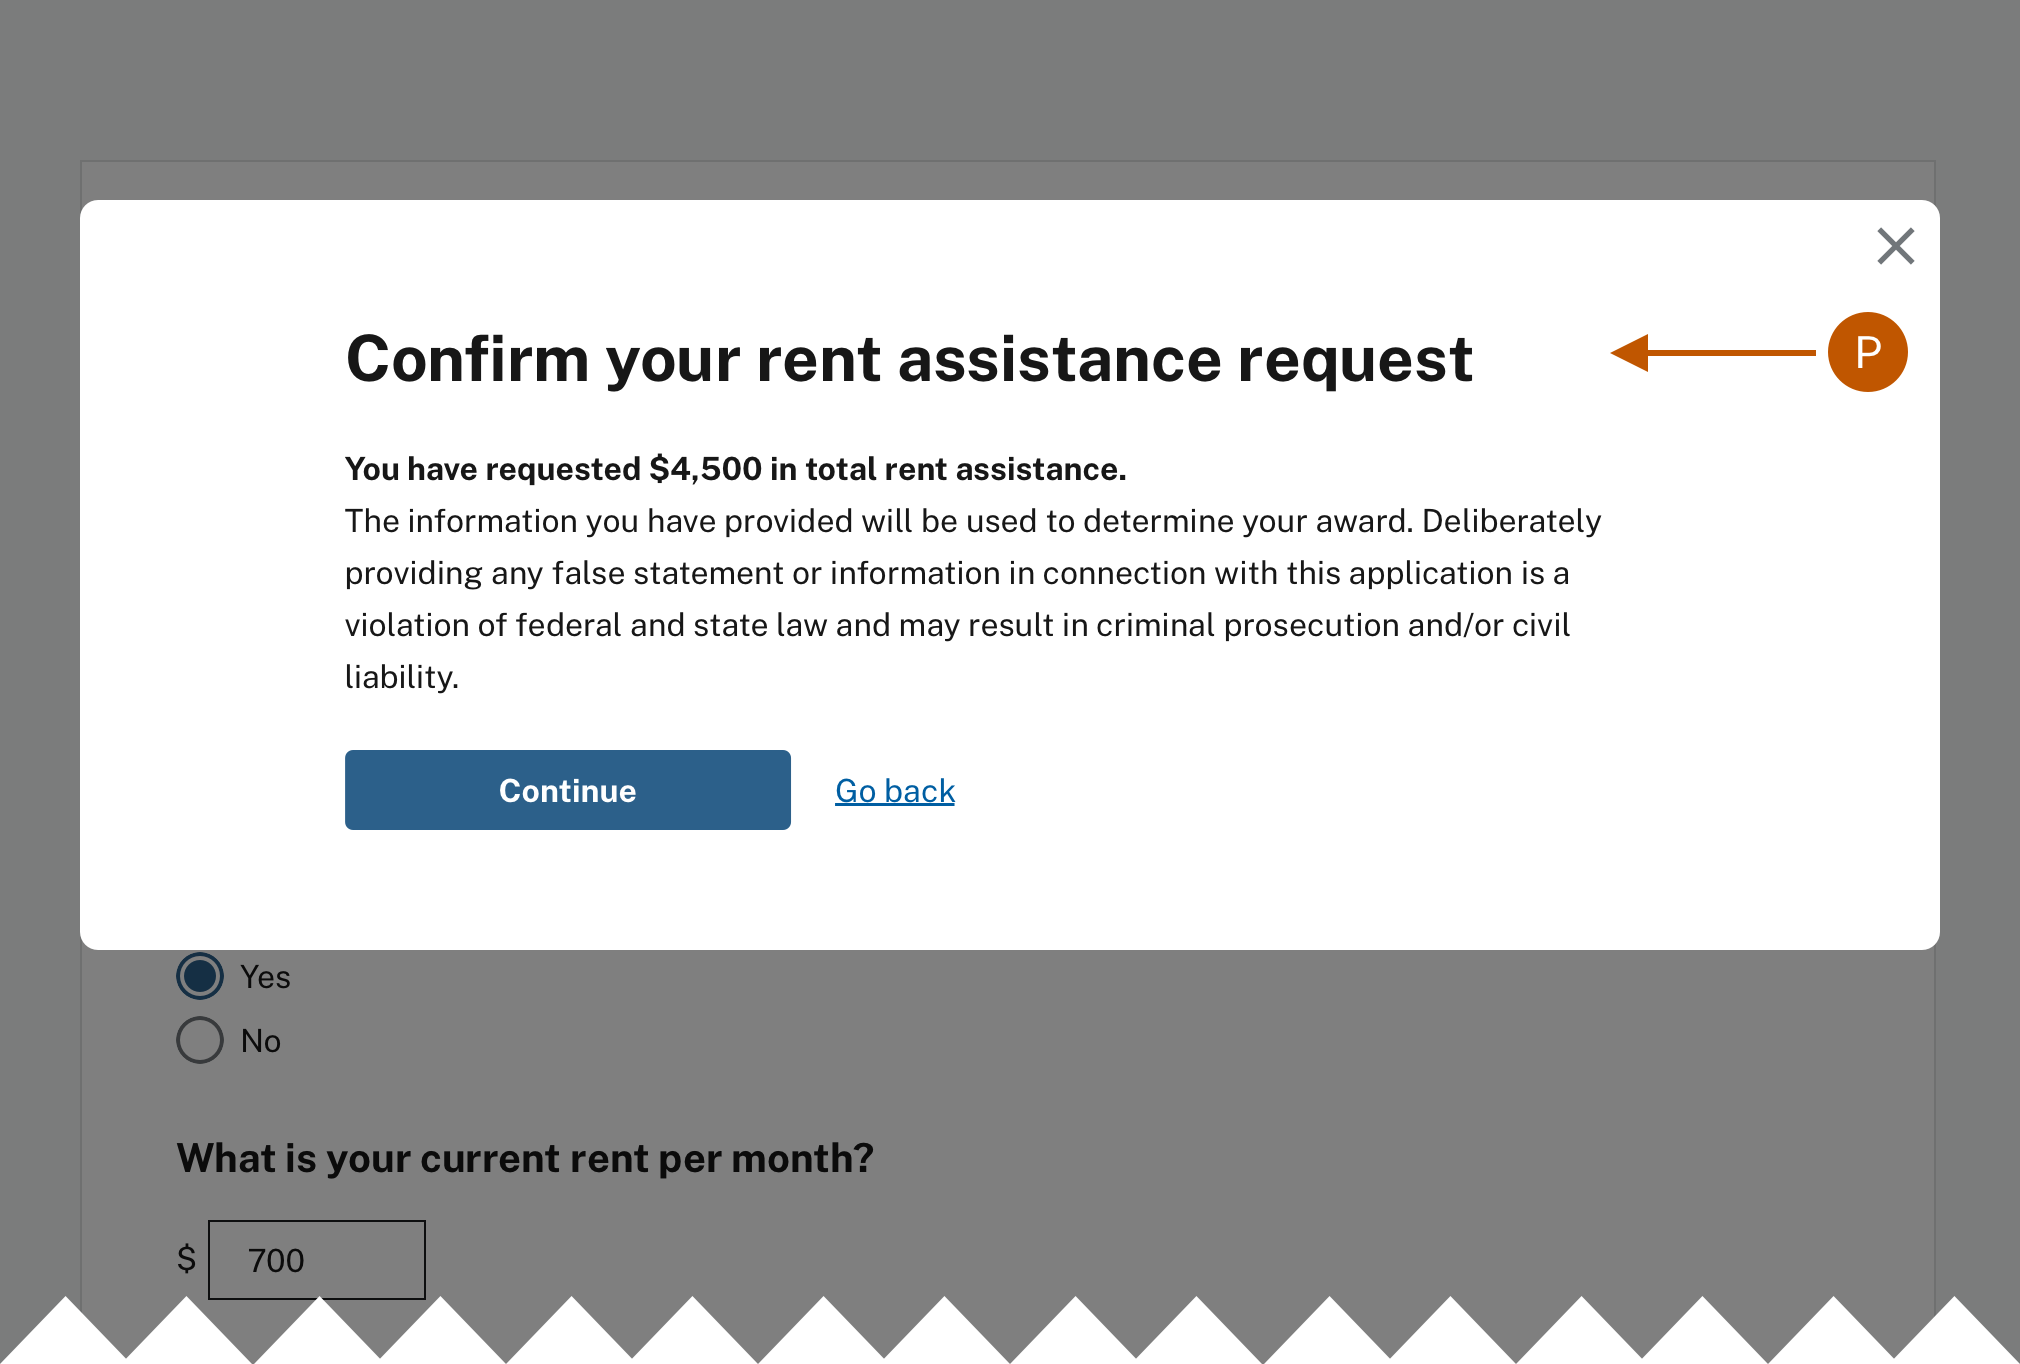 Confirm your rent assistance request
P
You have requested $4,500 in total rent assistance.
The information you have provided will be used to determine your award. Deliberately
providing any false statement or information in connection with this application is a
violation of federal and state law and may result in criminal prosecution and/or civil
liability.
Continue
Go back
Yes
No
What is your current rent per month?
$ 700